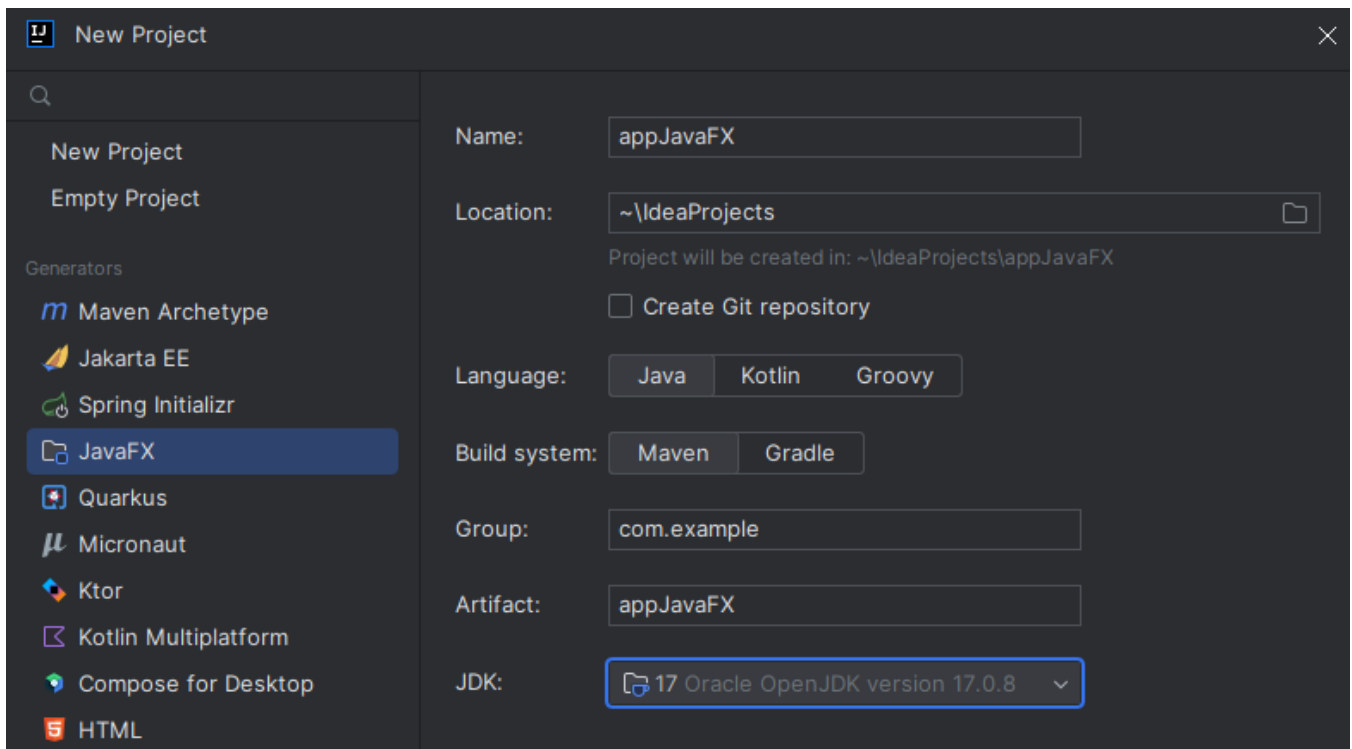 New Project
New Project
Empty Project
Generators
Maven Archetype
Jakarta EE
Spring Initializr
JavaFX
Quarkus
Micronaut
Ktor
Kotlin Multiplatform
Compose for Desktop
HTML
Name: appJavaFX
Location: ~\IdeaProjects
Project will be created in: ~\IdeaProjects\appJavaFX
Create Git repository
Language: Java Kotlin Groovy
Build system: Maven Gradle
Group: com.example
Artifact: appJavaFX
JDK: 17 Oracle OpenJDK version 17.0.8